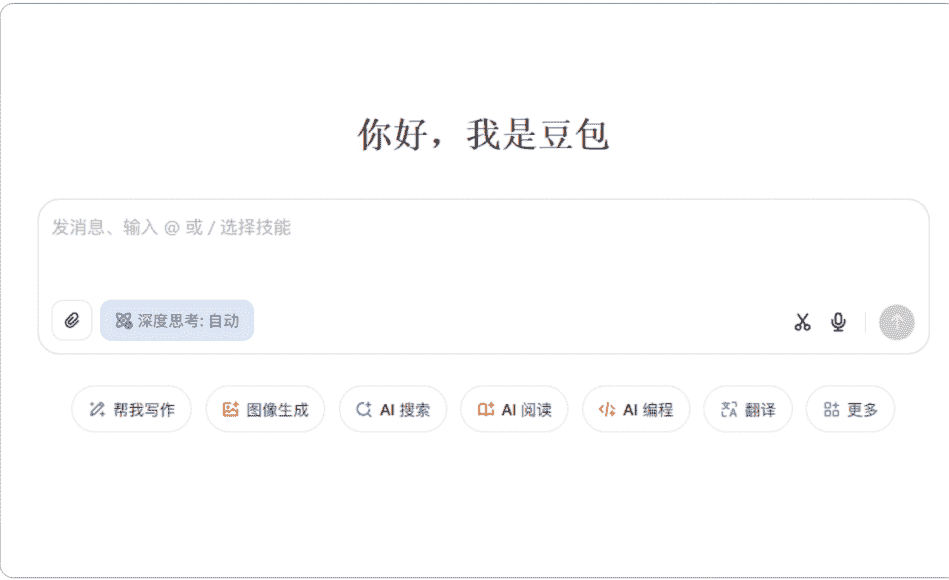 你好，我是豆包
发消息、输入 @ 或 / 选择技能
深度思考: 自动
帮我写作 图像生成 AI 搜索 AI 阅读 AI 编程 翻译 更多